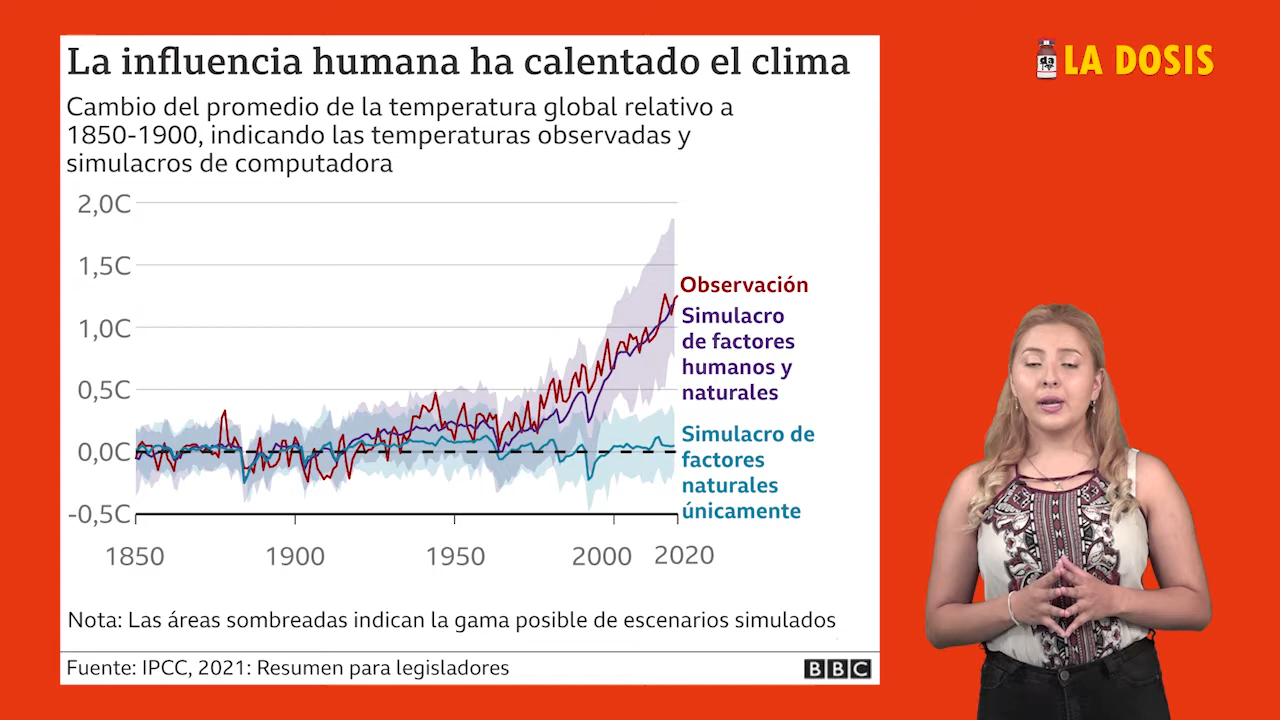 La influencia humana ha calentado el clima
Cambio del promedio de la temperatura global relativo a
1850-1900, indicando las temperaturas observadas y
simulacros de computadora
2,0C
1,5C
1,0C
0,5C
0,0C
-0,5C
1850
1900
1950
2000
2020
Observación
Simulacro
de factores
humanos y
naturales
Simulacro de
factores
naturales
únicamente
Nota: Las áreas sombreadas indican la gama posible de escenarios simulados
Fuente: IPCC, 2021: Resumen para legisladores
BBC
LA DOSIS